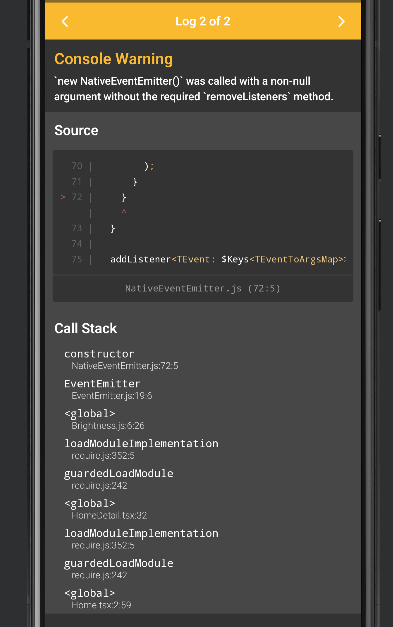 Log 2 of 2
Console Warning
`new NativeEventEmitter()` was called with a non-null
argument without the required `removeListeners` method.
Source
70 |         );
71 |       }
> 72 |     }
|     ^
73 |   }
74 |
75 |   addListener<TEvent: $Keys<TEventToArgsMap>>
NativeEventEmitter.js (72:5)
Call Stack
constructor
NativeEventEmitter.js:72:5
EventEmitter
EventEmitter.js:19:6
<global>
Brightness.js:6:26
loadModuleImplementation
require.js:352:5
guardedLoadModule
require.js:242
<global>
HomeDetail.tsx:32
loadModuleImplementation
require.js:352:5
guardedLoadModule
require.js:242
<global>
Home.tsx:2:59